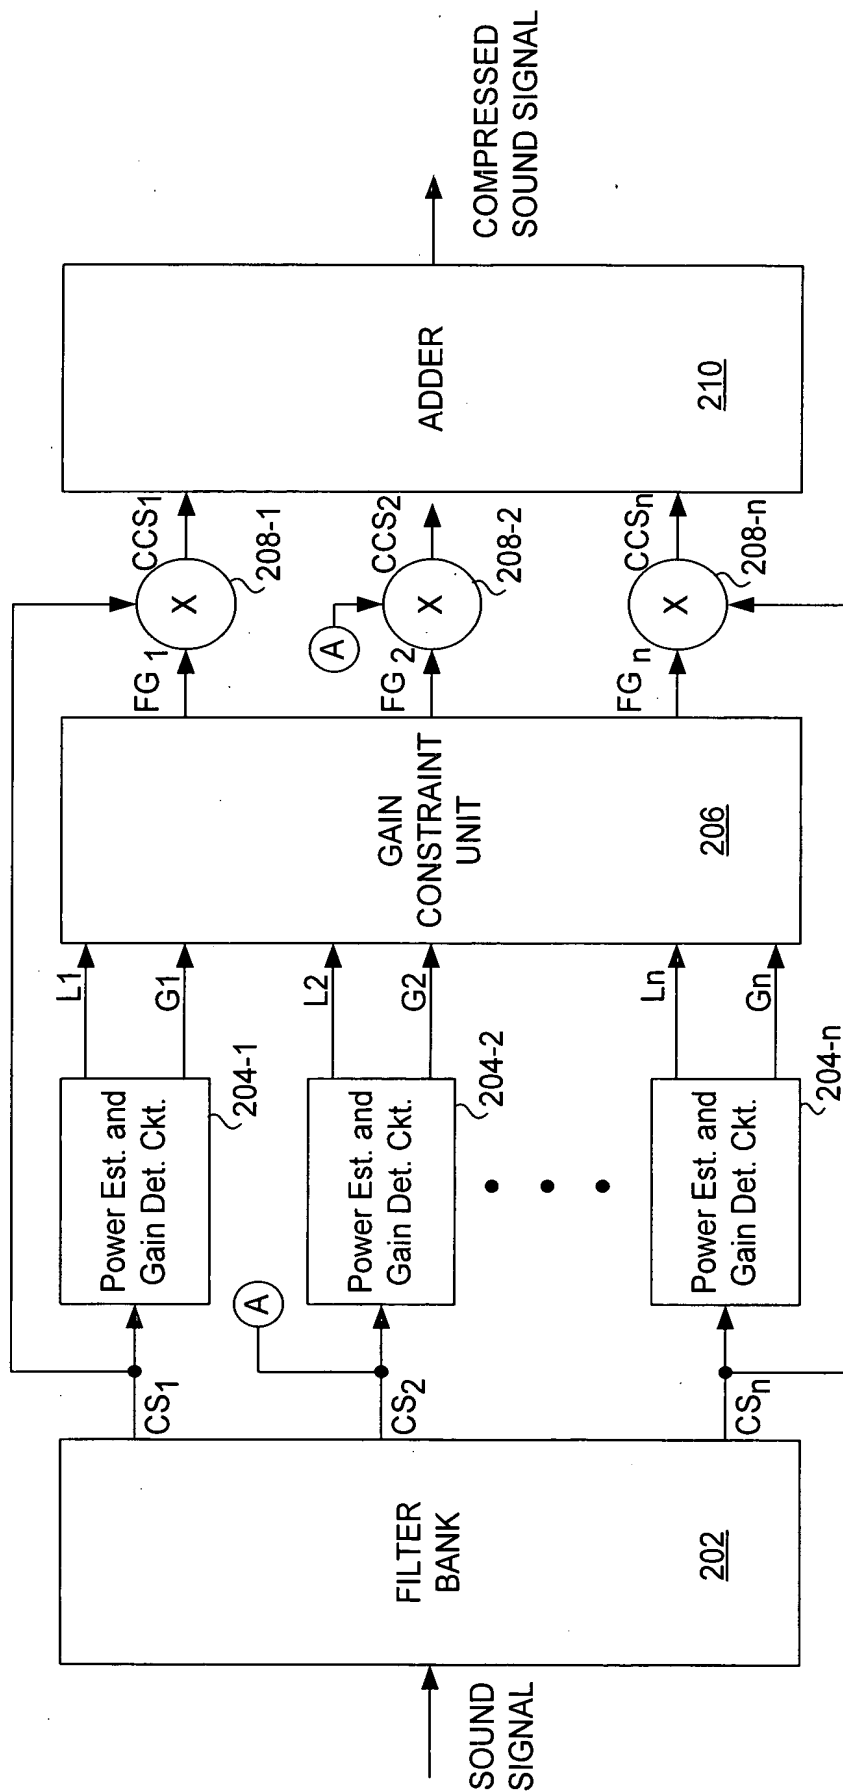 SOUND
SIGNAL
FILTER
BANK
202
CS1
CS2
CSn
A
Power Est. and
Gain Det. Ckt.
204-1
Power Est. and
Gain Det. Ckt.
204-2
Power Est. and
Gain Det. Ckt.
204-n
L1
G1
L2
G2
Ln
Gn
GAIN
CONSTRAINT
UNIT
206
FG 1
FG 2
FG n
A
X
X
X
208-1
208-2
208-n
CCS1
CCS2
CCSn
ADDER
210
COMPRESSED
SOUND SIGNAL